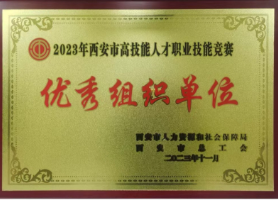 2023年西安市高技能人才职业技能竞赛
优秀组织单位
西安市人力资源和社会保障局
西安市总工会
二〇二三年十一月